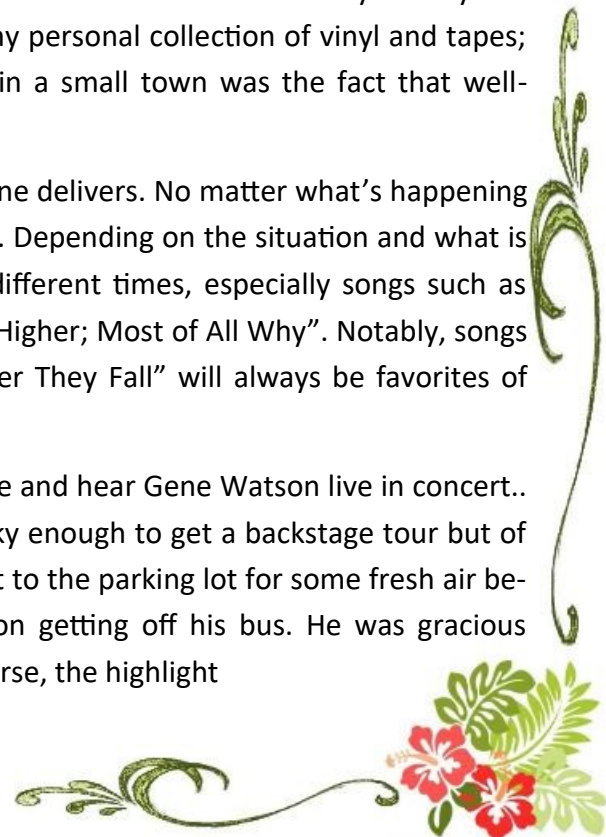 ny personal collection of vinyl and tapes;
in a small town was the fact that well-
ne delivers. No matter what's happening
. Depending on the situation and what is
different times, especially songs such as
Higher; Most of All Why”. Notably, songs
er They Fall” will always be favorites of
e and hear Gene Watson live in concert..
ky enough to get a backstage tour but of
t to the parking lot for some fresh air be-
on getting off his bus. He was gracious
rse, the highlight